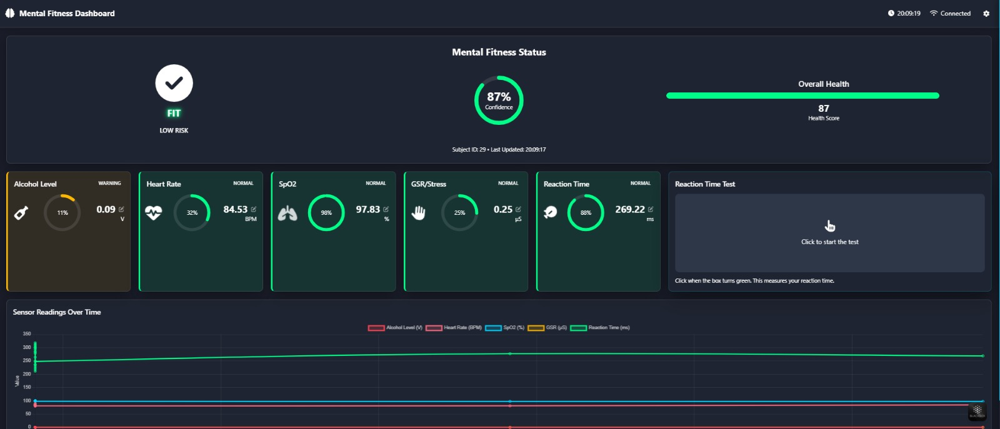 Mental Fitness Dashboard
20:09:19 Connected
Mental Fitness Status
FIT
LOW RISK
87%
Confidence
Overall Health
87
Health Score
Subject ID: 29 • Last Updated: 20:09:17
Alcohol Level WARNING
11%
0.09
V
Heart Rate NORMAL
32%
84.53
BPM
SpO2 NORMAL
98%
97.83
%
GSR/Stress NORMAL
25%
0.25
µS
Reaction Time NORMAL
88%
269.22
ms
Reaction Time Test
Click to start the test
Click when the box turns green. This measures your reaction time.
Sensor Readings Over Time
Alcohol Level (V) Heart Rate (BPM) SpO2 (%) GSR (µS) Reaction Time (ms)
Value
350
300
250
200
150
100
50
0
BLACKBOX